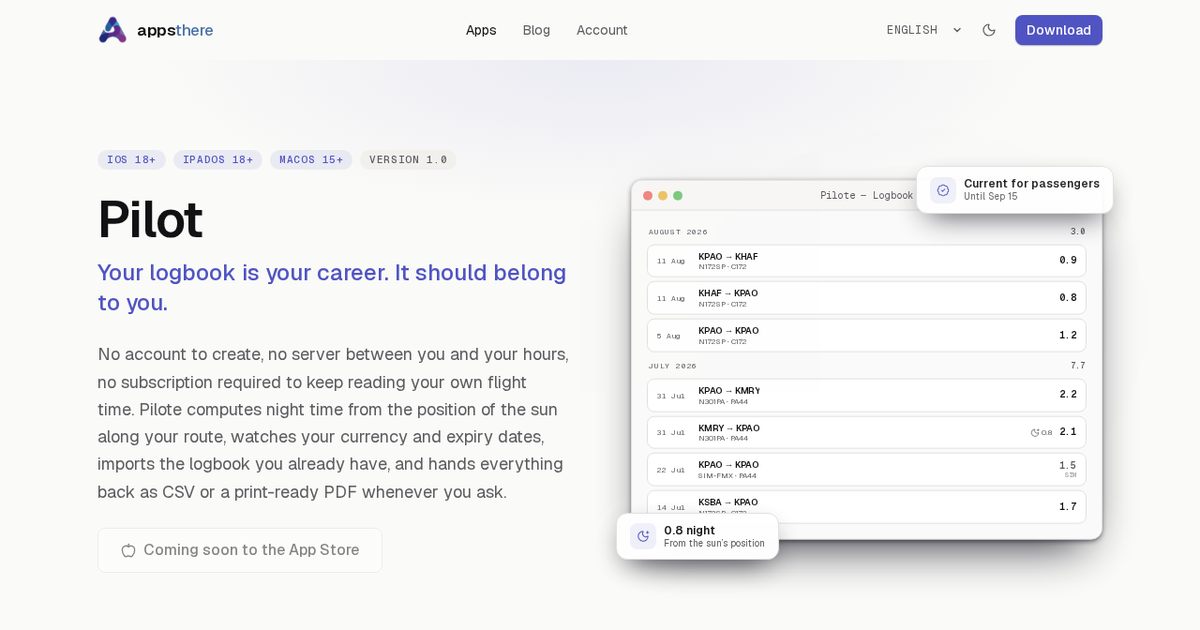 appsthere
Apps
Blog
Account
ENGLISH
Download
IOS 18+
IPADOS 18+
MACOS 15+
VERSION 1.0
Pilot
Your logbook is your career. It should belong
to you.
No account to create, no server between you and your hours,
no subscription required to keep reading your own flight
time. Pilote computes night time from the position of the sun
along your route, watches your currency and expiry dates,
imports the logbook you already have, and hands everything
back as CSV or a print-ready PDF whenever you ask.
Coming soon to the App Store
Pilote — Logbook
Current for passengers
Until Sep 15
AUGUST 2026 3.0
11 Aug KPAO → KHAF 0.9
N172SP · C172
11 Aug KHAF → KPAO 0.8
N172SP · C172
5 Aug KPAO → KPAO 1.2
N172SP · C172
JULY 2026 7.7
31 Jul KPAO → KMRY 2.2
N301PA · PA44
31 Jul KMRY → KPAO 0.8 2.1
N301PA · PA44
22 Jul KPAO → KPAO 1.5
SIM-FMX · PA44 SIM
14 Jul KSBA → KPAO 1.7
0.8 night
From the sun's position